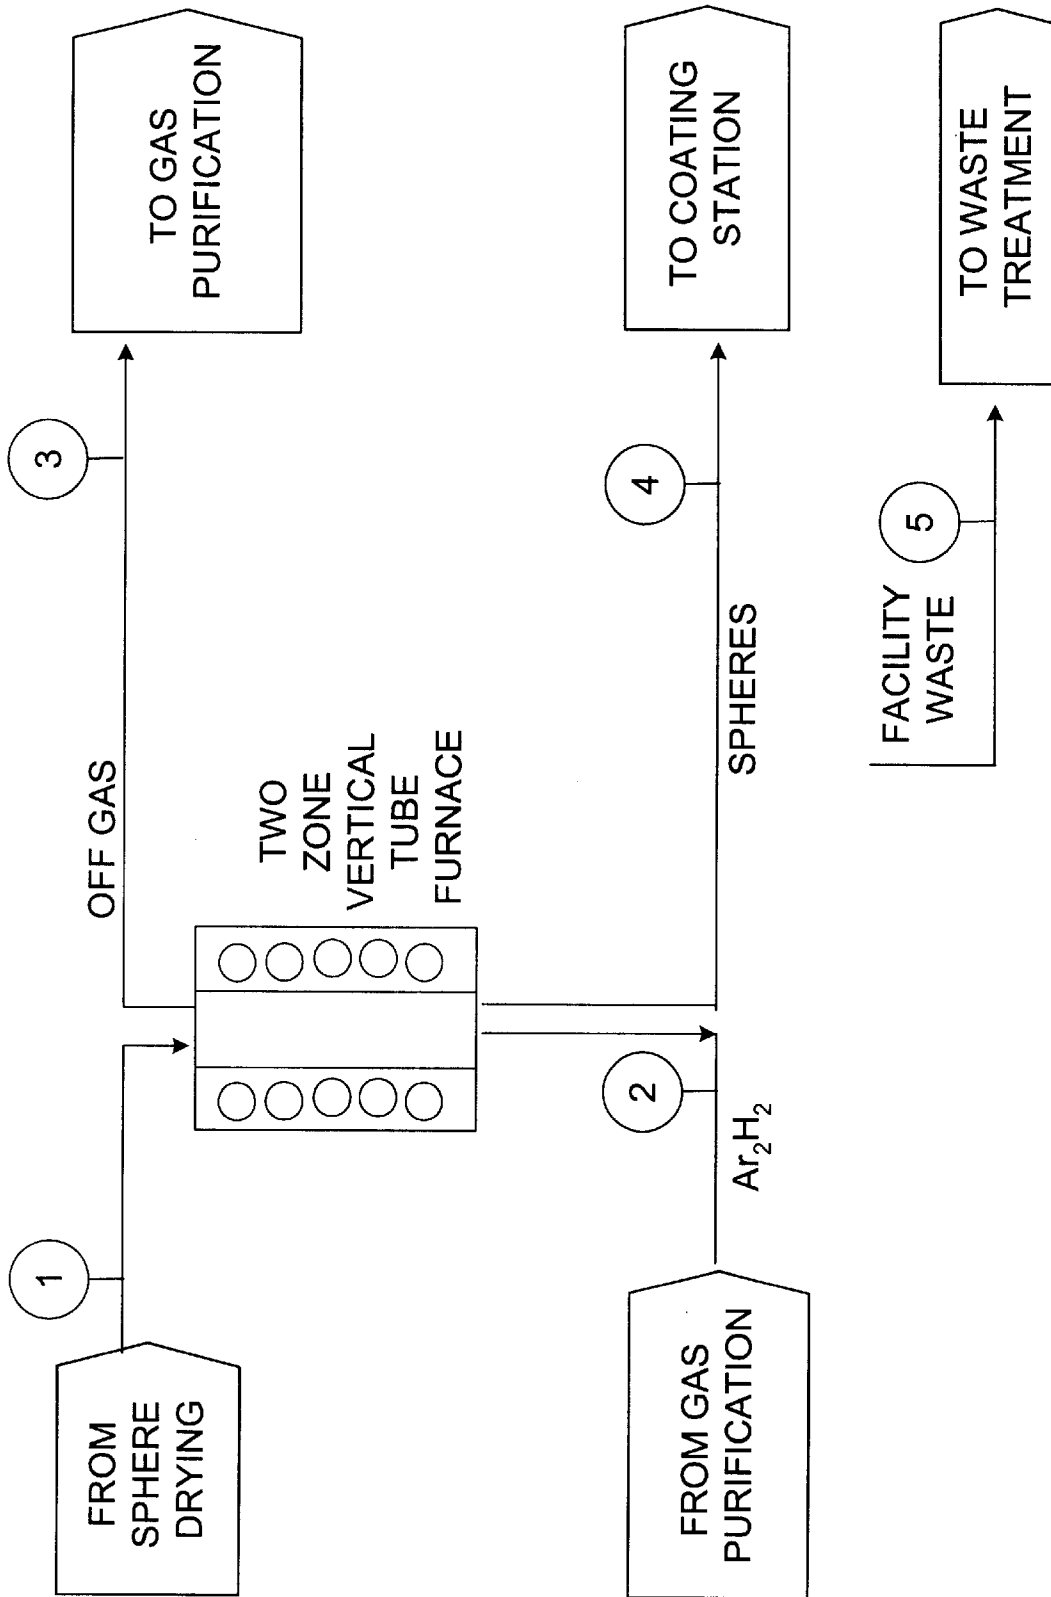 FROM
SPHERE
DRYING
1
OFF GAS
3
TO GAS
PURIFICATION
TWO
ZONE
VERTICAL
TUBE
FURNACE
FROM GAS
PURIFICATION
Ar₂H₂
2
SPHERES
4
TO COATING
STATION
FACILITY
WASTE
5
TO WASTE
TREATMENT